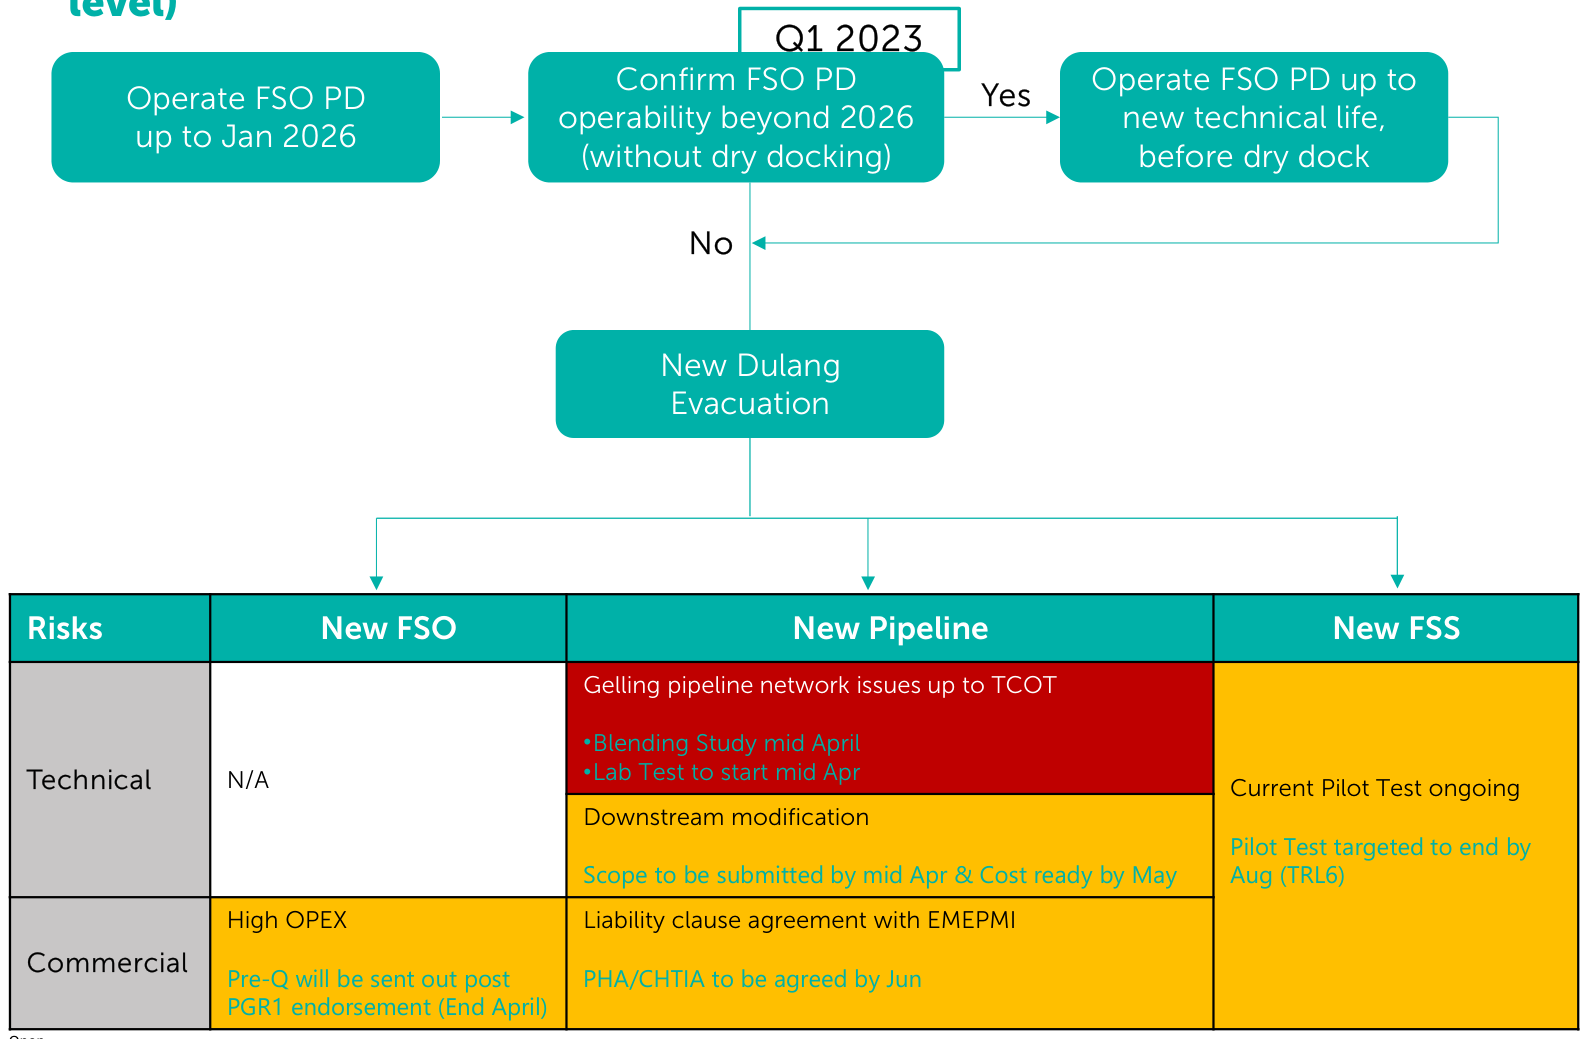 level)
Q1 2023
Operate FSO PD
up to Jan 2026
Confirm FSO PD
operability beyond 2026
(without dry docking)
Yes
Operate FSO PD up to
new technical life,
before dry dock
No
New Dulang
Evacuation
Risks
New FSO
New Pipeline
New FSS
Technical
N/A
Gelling pipeline network issues up to TCOT
•Blending Study mid April
•Lab Test to start mid Apr
Downstream modification
Scope to be submitted by mid Apr & Cost ready by May
Current Pilot Test ongoing
Pilot Test targeted to end by
Aug (TRL6)
Commercial
High OPEX
Pre-Q will be sent out post
PGR1 endorsement (End April)
Liability clause agreement with EMEPMI
PHA/CHTIA to be agreed by Jun